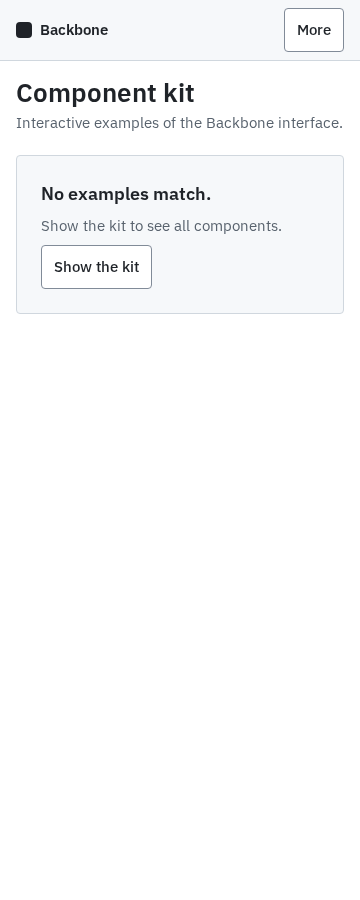 Backbone
More
Component kit
Interactive examples of the Backbone interface.
No examples match.
Show the kit to see all components.
Show the kit